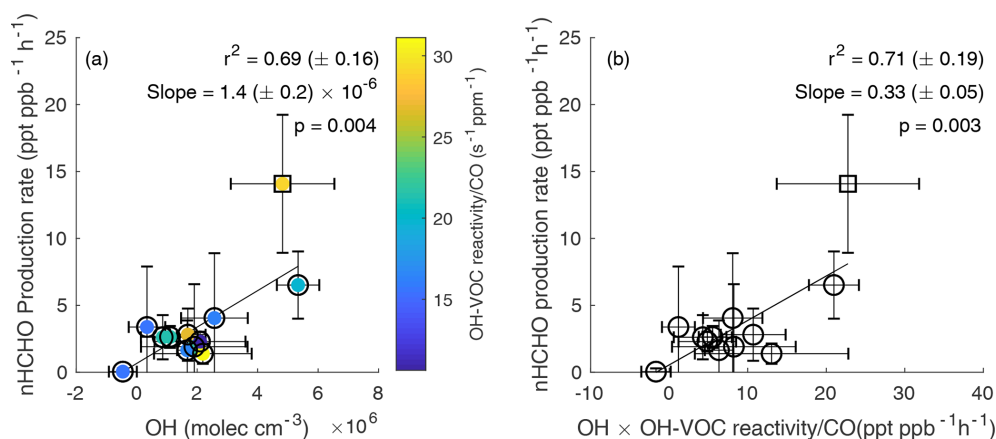 (a)
r² = 0.69 (± 0.16)
Slope = 1.4 (± 0.2) × 10⁻⁶
p = 0.004
25
20
15
10
5
0
nHCHO Production rate (ppt ppb⁻¹ h⁻¹)
-2
0
2
4
6
8
×10⁶
OH (molec cm⁻³)
30
25
20
15
OH-VOC reactivity/CO (s⁻¹ppm⁻¹)
(b)
r² = 0.71 (± 0.19)
Slope = 0.33 (± 0.05)
p = 0.003
25
20
15
10
5
0
nHCHO production rate (ppt ppb⁻¹h⁻¹)
-10
0
10
20
30
40
OH × OH-VOC reactivity/CO(ppt ppb⁻¹h⁻¹)